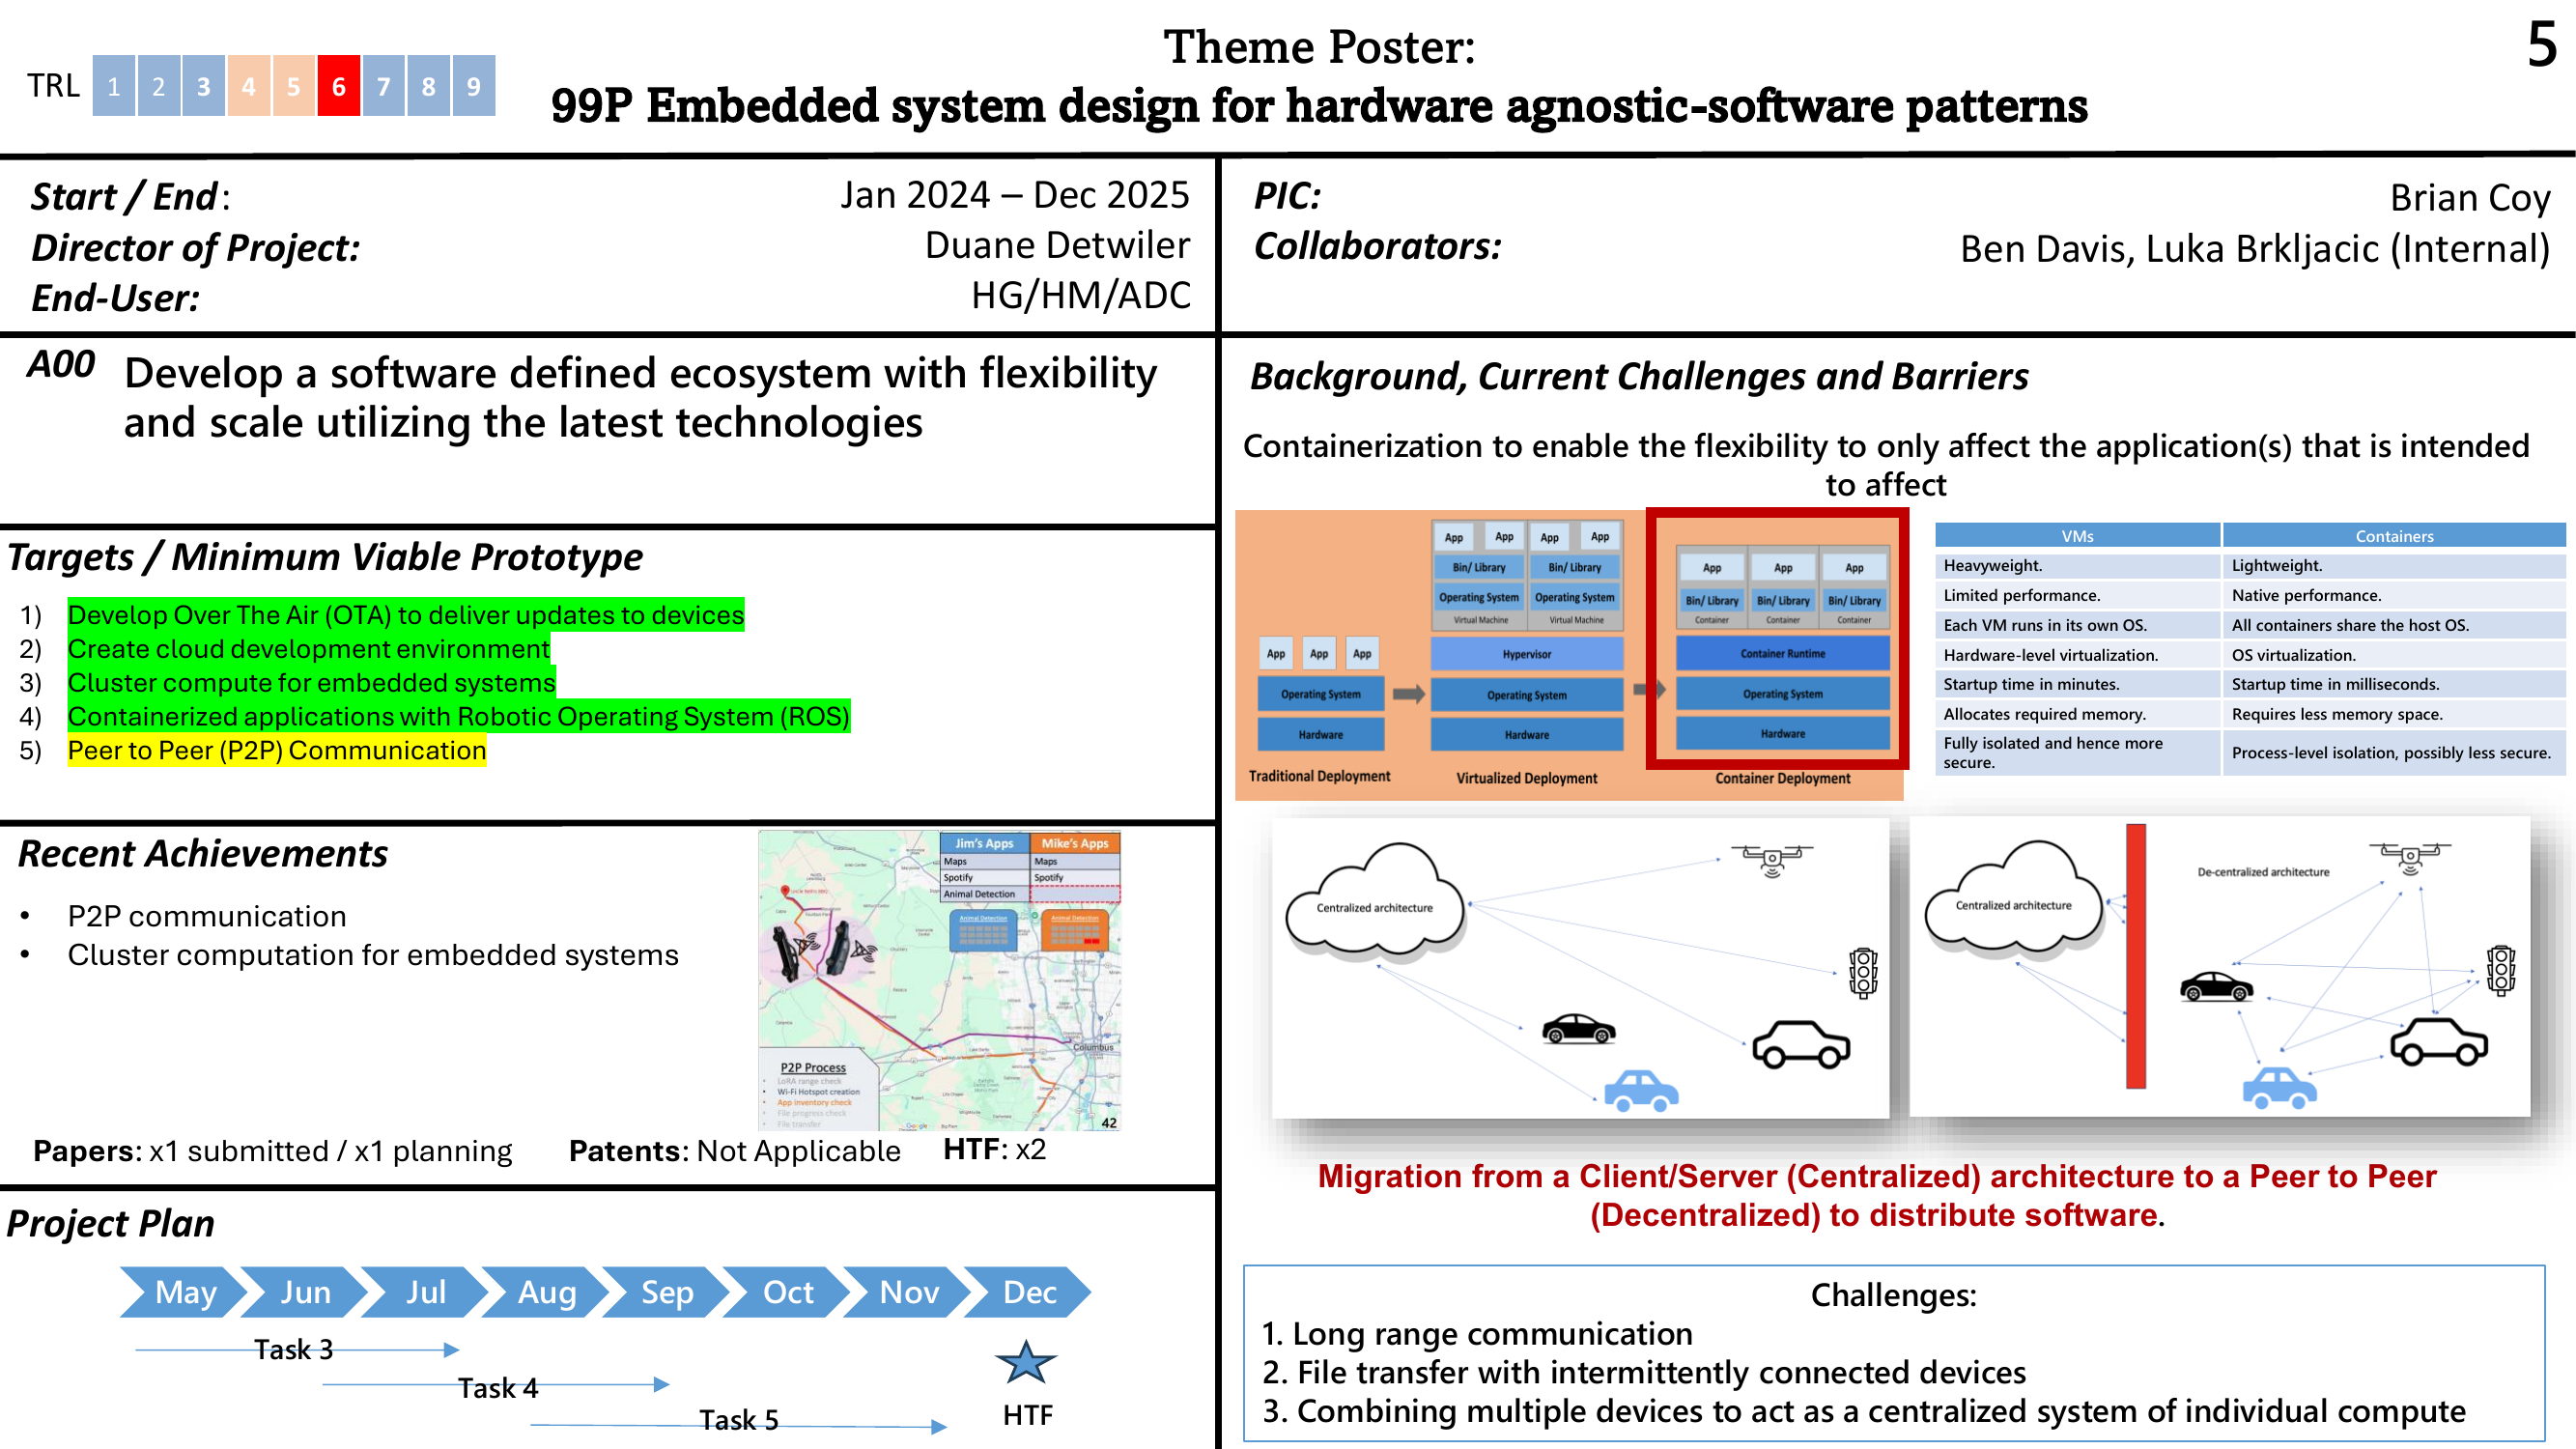 Theme Poster:
5
TRL 1 2 3 4 5 6 7 8 9
99P Embedded system design for hardware agnostic-software patterns
Start / End: Jan 2024 – Dec 2025
Director of Project: Duane Detwiler
End-User: HG/HM/ADC
PIC: Brian Coy
Collaborators: Ben Davis, Luka Brkljacic (Internal)
A00 Develop a software defined ecosystem with flexibility
and scale utilizing the latest technologies
Targets / Minimum Viable Prototype
1) Develop Over The Air (OTA) to deliver updates to devices
2) Create cloud development environment
3) Cluster compute for embedded systems
4) Containerized applications with Robotic Operating System (ROS)
5) Peer to Peer (P2P) Communication
Recent Achievements
• P2P communication
• Cluster computation for embedded systems
Jim's Apps Mike's Apps
Maps Maps
Spotify Spotify
Animal Detection
Animal Detection Animal Detection
Columbus
P2P Process
• LoRA range check
• Wi-Fi Hotspot creation
• App inventory check
• File progress check
• File transfer
Google
42
Papers: x1 submitted / x1 planning Patents: Not Applicable HTF: x2
Project Plan
May Jun Jul Aug Sep Oct Nov Dec
Task 3
Task 4
Task 5
HTF
Background, Current Challenges and Barriers
Containerization to enable the flexibility to only affect the application(s) that is intended
to affect
App App App
Operating System
Hardware
Traditional Deployment
App App App App
Bin/ Library Bin/ Library
Operating System Operating System
Virtual Machine Virtual Machine
Hypervisor
Operating System
Hardware
Virtualized Deployment
App App App
Bin/ Library Bin/ Library Bin/ Library
Container Container Container
Container Runtime
Operating System
Hardware
Container Deployment
VMs Containers
Heavyweight. Lightweight.
Limited performance. Native performance.
Each VM runs in its own OS. All containers share the host OS.
Hardware-level virtualization. OS virtualization.
Startup time in minutes. Startup time in milliseconds.
Allocates required memory. Requires less memory space.
Fully isolated and hence more
secure.
Process-level isolation, possibly less secure.
Centralized architecture
Centralized architecture
De-centralized architecture
Migration from a Client/Server (Centralized) architecture to a Peer to Peer
(Decentralized) to distribute software.
Challenges:
1. Long range communication
2. File transfer with intermittently connected devices
3. Combining multiple devices to act as a centralized system of individual compute